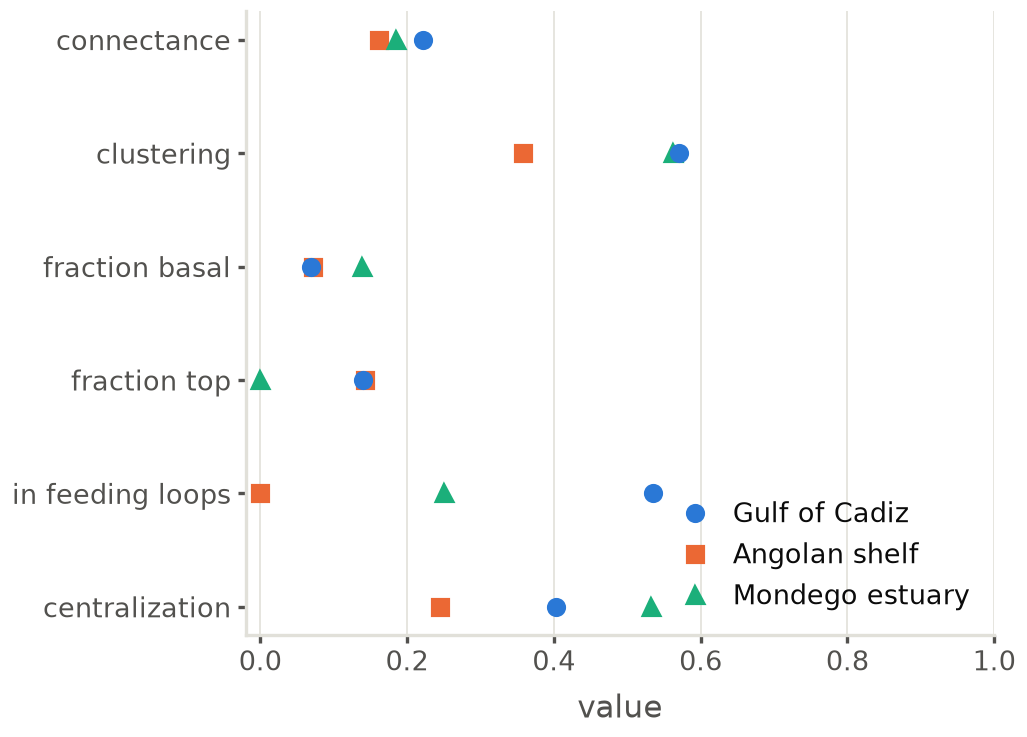 connectance
clustering
fraction basal
fraction top
in feeding loops
centralization
Gulf of Cadiz
Angolan shelf
Mondego estuary
0.0 0.2 0.4 0.6 0.8 1.0
value